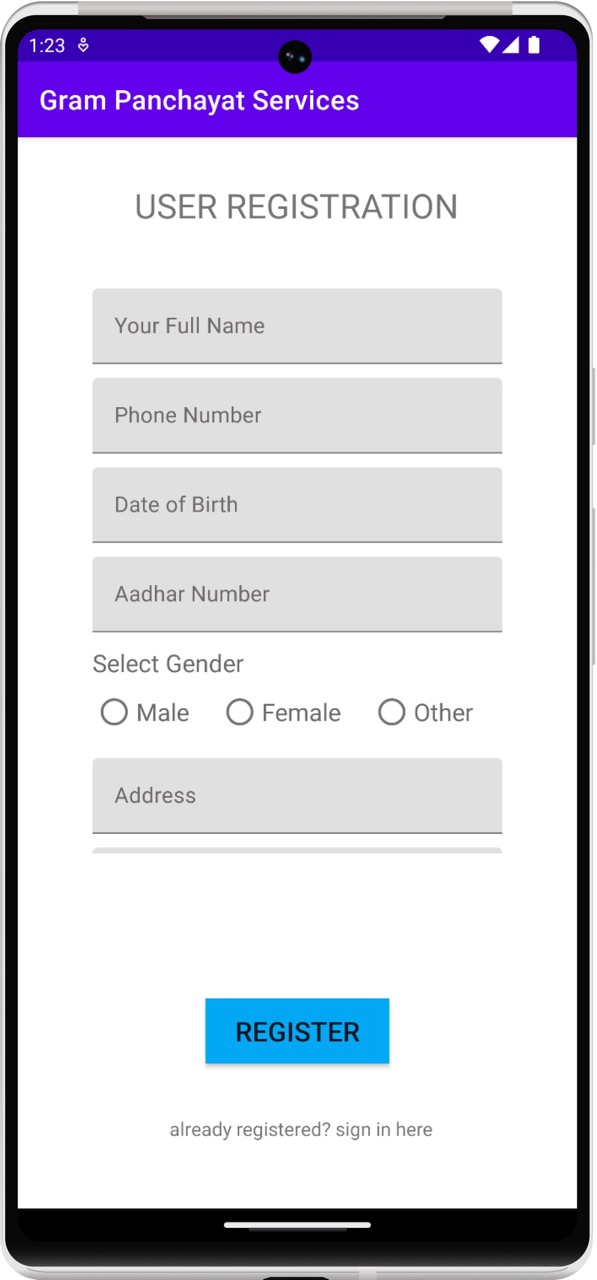 1:23
Gram Panchayat Services
USER REGISTRATION
Your Full Name
Phone Number
Date of Birth
Aadhar Number
Select Gender
Male Female Other
Address
REGISTER
already registered? sign in here